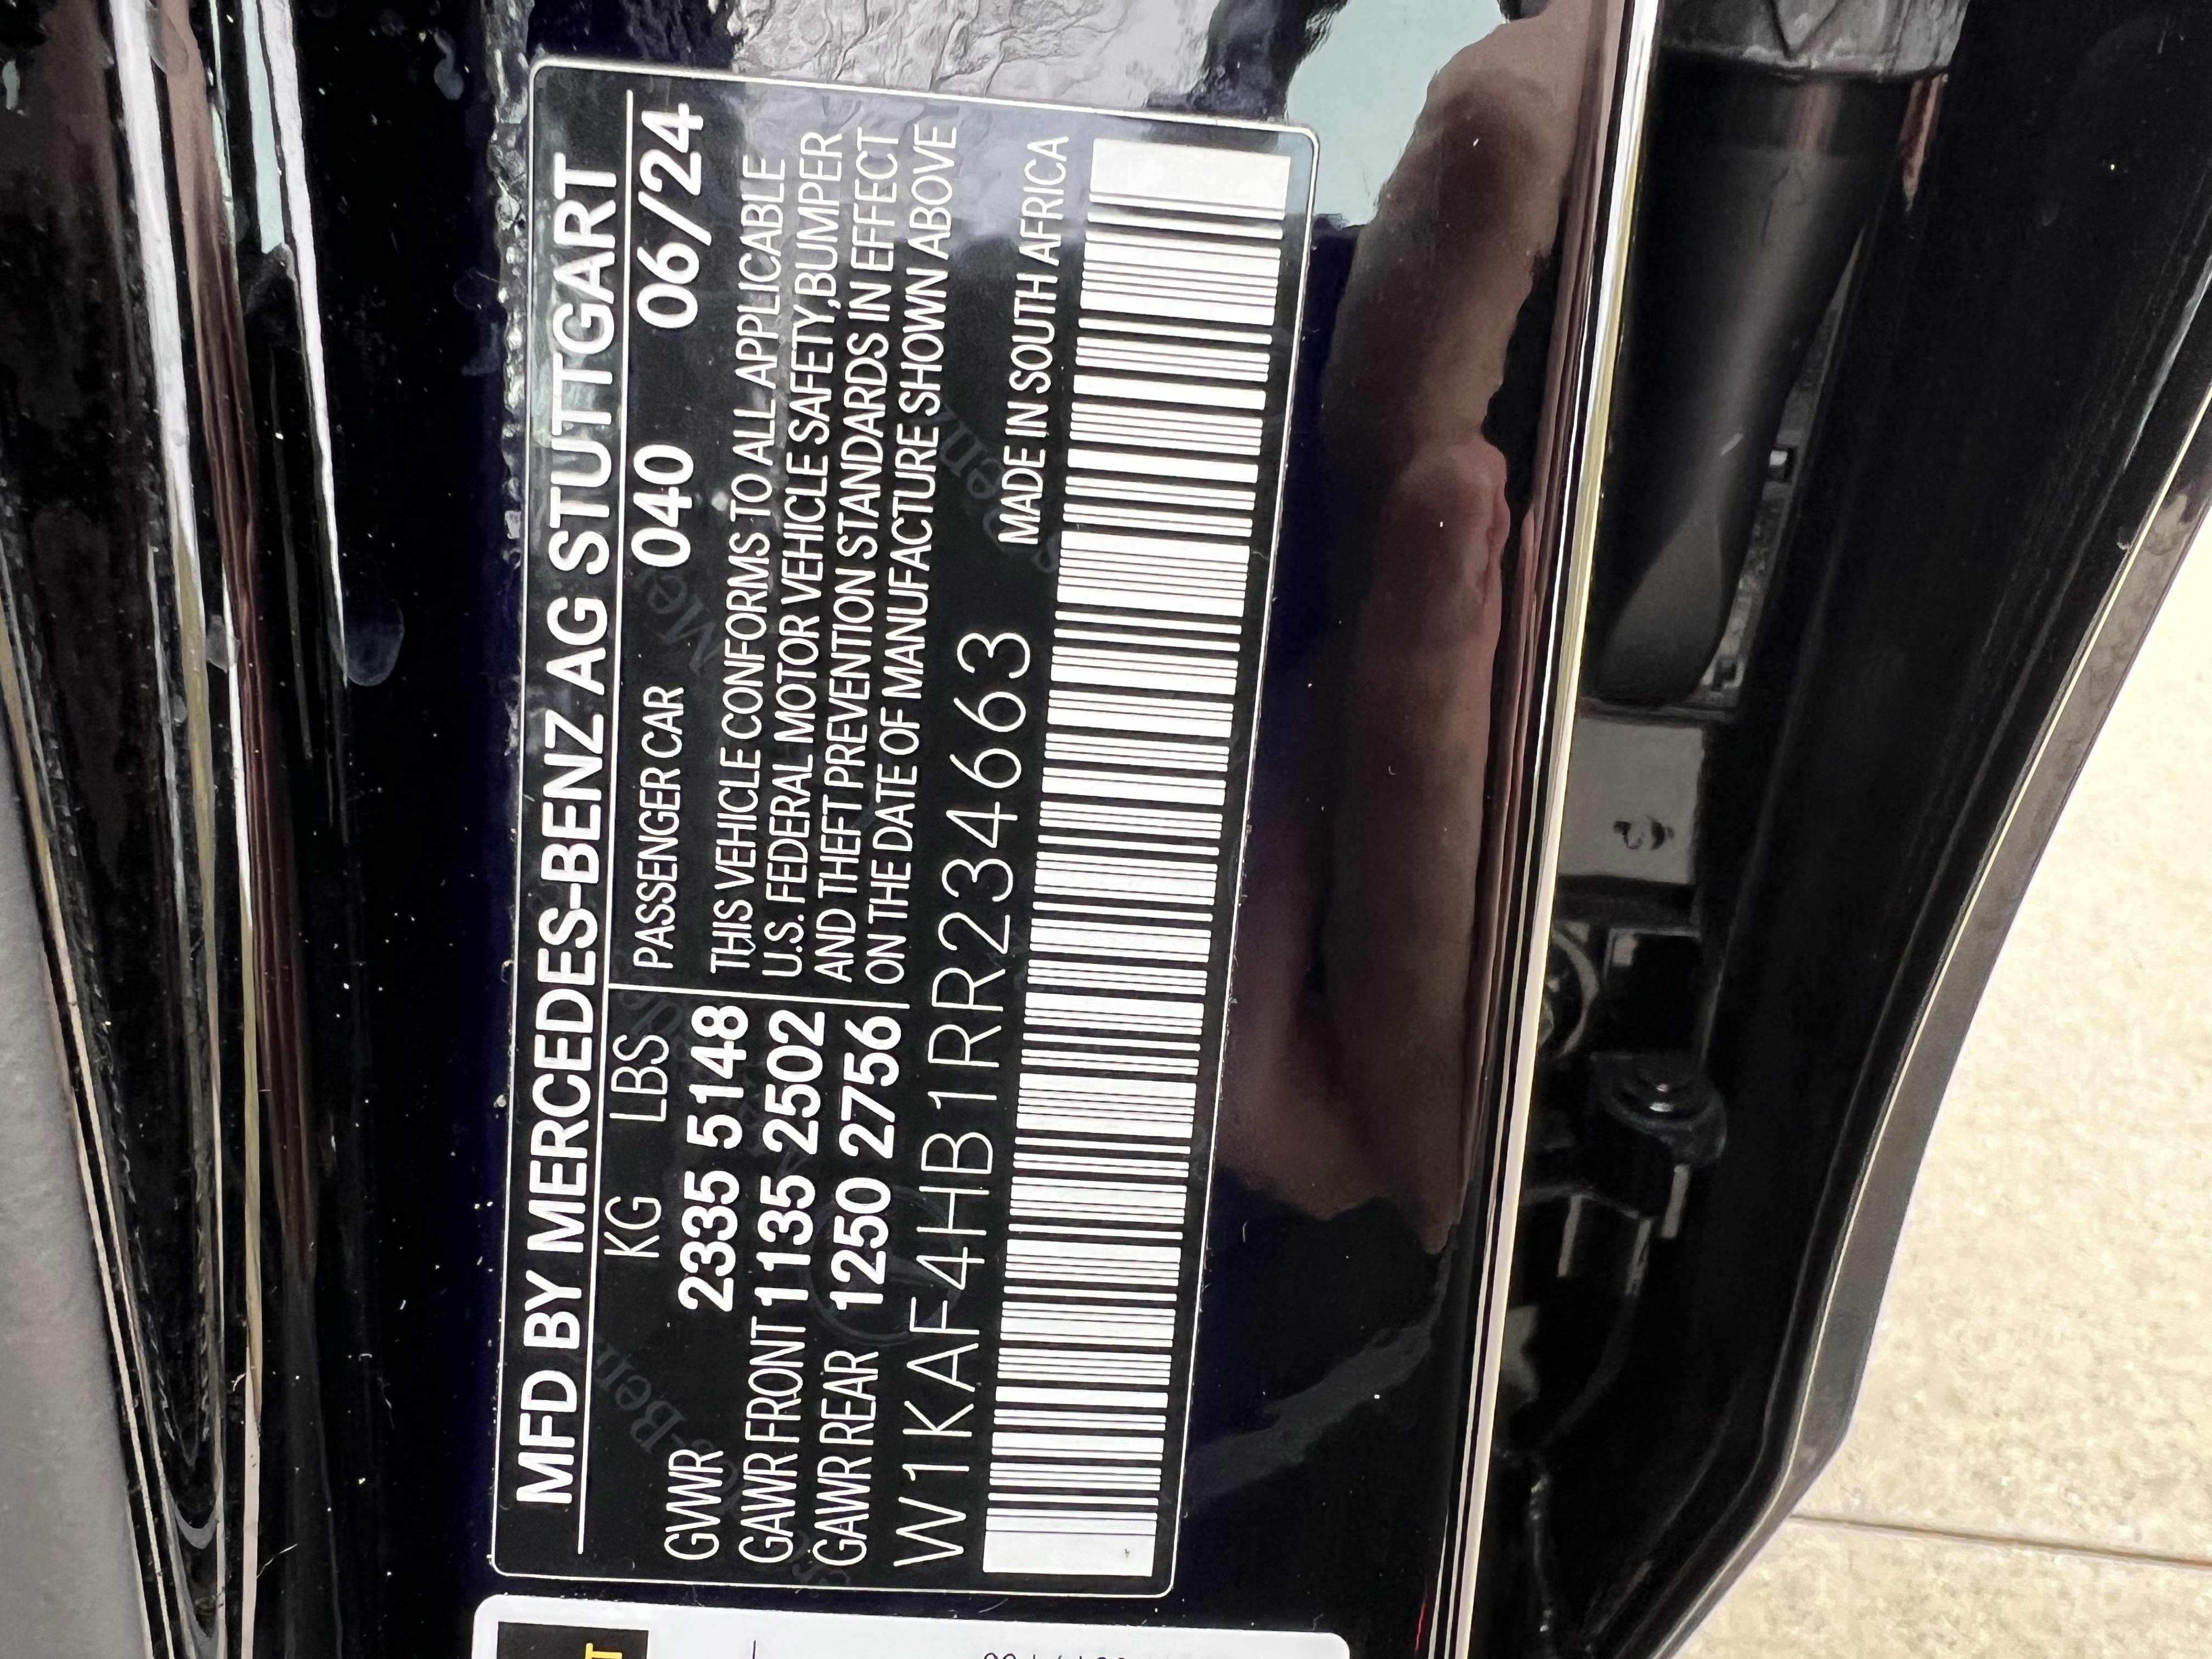 MFD BY MERCEDES-BENZ AG STUTTGART
KG LBS
PASSENGER CAR 040 06/24
GVWR 2335 5148
GAWR FRONT 1135 2502
GAWR REAR 1250 2756
THIS VEHICLE CONFORMS TO ALL APPLICABLE
U.S. FEDERAL MOTOR VEHICLE SAFETY,BUMPER
AND THEFT PREVENTION STANDARDS IN EFFECT
ON THE DATE OF MANUFACTURE SHOWN ABOVE
W1KAF4HB1RR234663
MADE IN SOUTH AFRICA